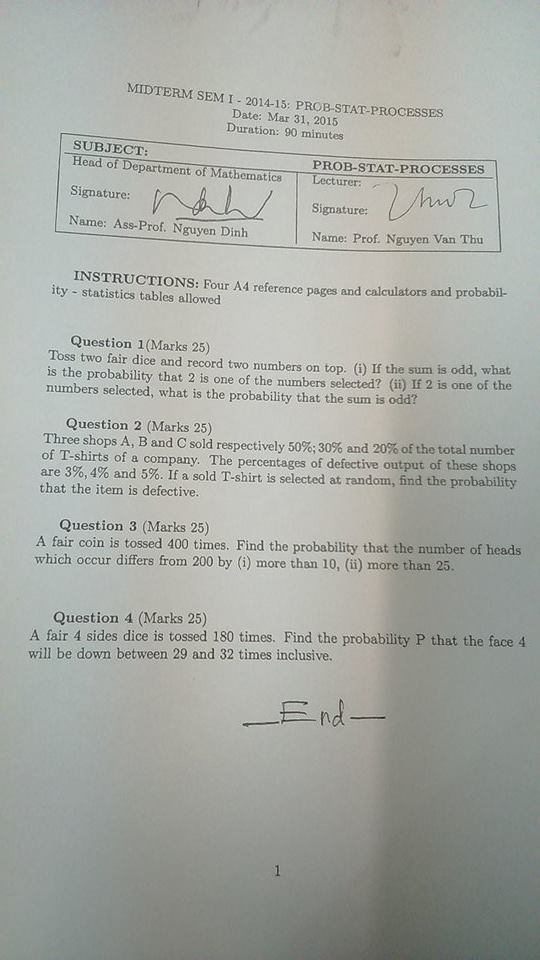 MIDTERM SEM I - 2014-15: PROB-STAT-PROCESSES
Date: Mar 31, 2015
Duration: 90 minutes
SUBJECT:
Head of Department of Mathematics
Signature:
Name: Ass-Prof. Nguyen Dinh
PROB-STAT-PROCESSES
Lecturer:
Signature:
Name: Prof. Nguyen Van Thu
INSTRUCTIONS: Four A4 reference pages and calculators and probabil-
ity - statistics tables allowed
Question 1(Marks 25)
Toss two fair dice and record two numbers on top. (i) If the sum is odd, what
is the probability that 2 is one of the numbers selected? (ii) If 2 is one of the
numbers selected, what is the probability that the sum is odd?
Question 2 (Marks 25)
Three shops A, B and C sold respectively 50%; 30% and 20% of the total number
of T-shirts of a company. The percentages of defective output of these shops
are 3%, 4% and 5%. If a sold T-shirt is selected at random, find the probability
that the item is defective.
Question 3 (Marks 25)
A fair coin is tossed 400 times. Find the probability that the number of heads
which occur differs from 200 by (i) more than 10, (ii) more than 25.
Question 4 (Marks 25)
A fair 4 sides dice is tossed 180 times. Find the probability P that the face 4
will be down between 29 and 32 times inclusive.
—End—
1